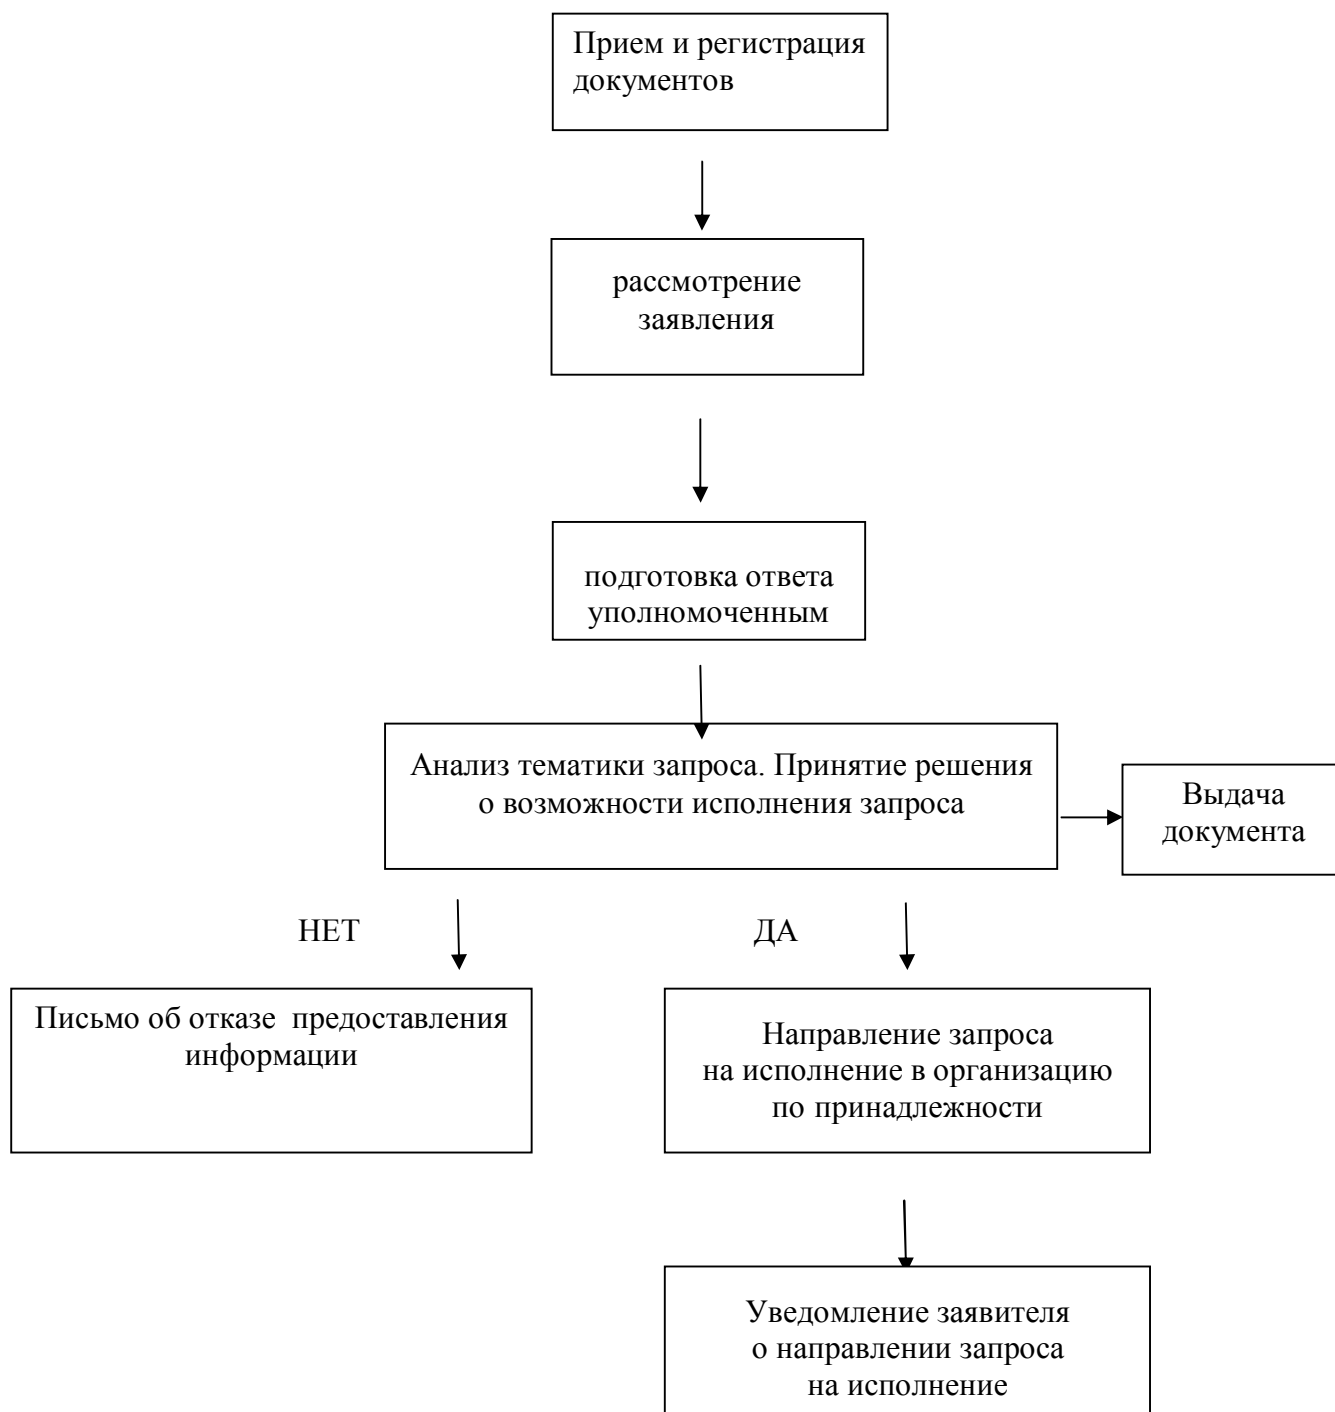 Прием и регистрация
документов
рассмотрение
заявления
подготовка ответа
уполномоченным
Анализ тематики запроса. Принятие решения
о возможности исполнения запроса
Выдача
документа
НЕТ
ДА
Письмо об отказе  предоставления
информации
Направление запроса
на исполнение в организацию
по принадлежности
Уведомление заявителя
о направлении запроса
на исполнение